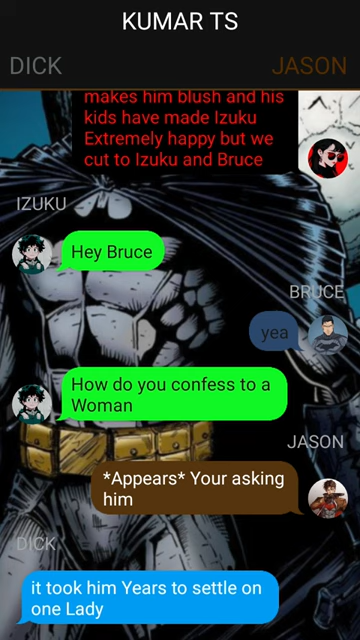 KUMAR TS
DICK
JASON
makes him blush and his
kids have made Izuku
Extremely happy but we
cut to Izuku and Bruce
IZUKU
Hey Bruce
BRUCE
yea
How do you confess to a
Woman
JASON
*Appears* Your asking
him
DICK
it took him Years to settle on
one Lady